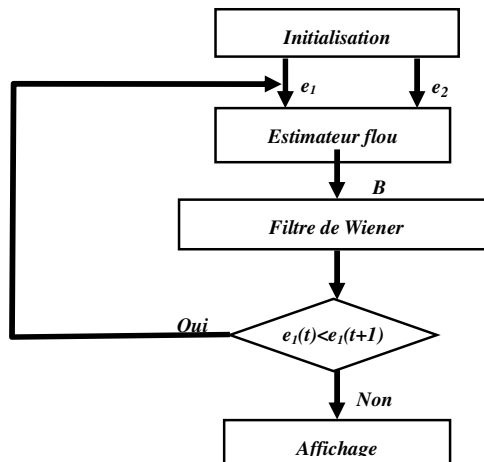 Initialisation
e₁ e₂
Estimateur flou
B
Filtre de Wiener
e₁(t)<e₁(t+1)
Oui
Non
Affichage